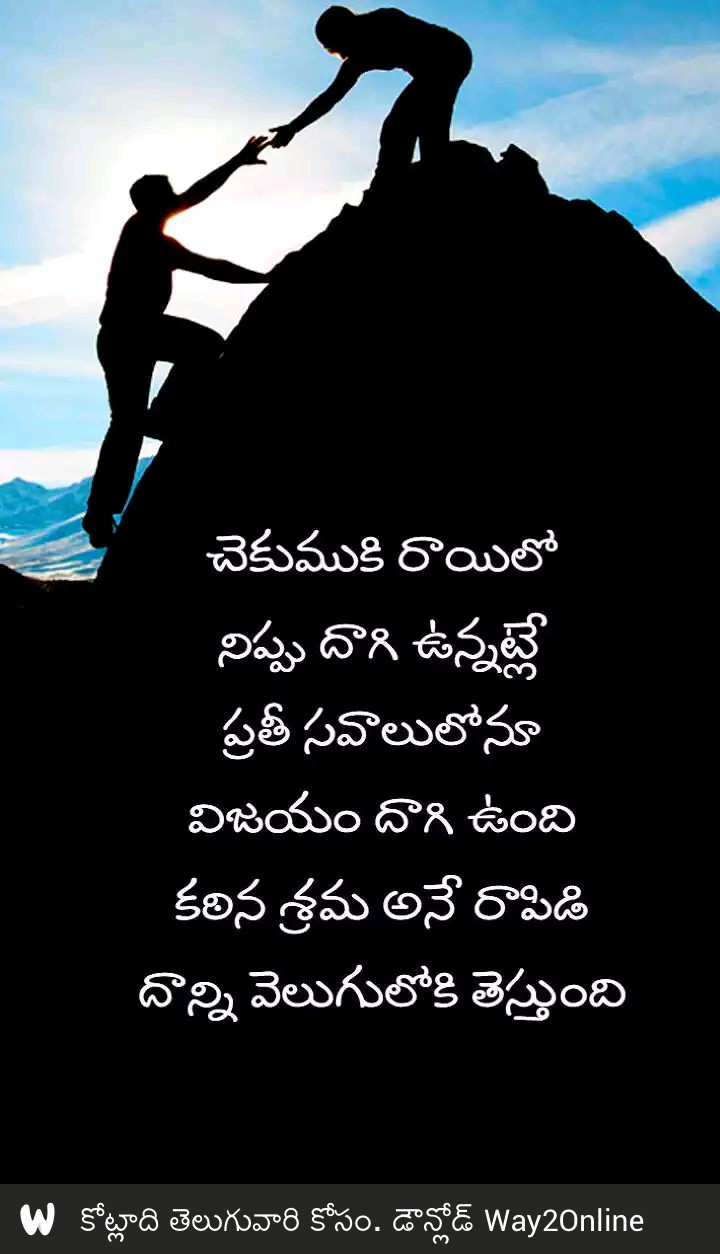 చెకుముకి రాయిలో
నిప్పు దాగి ఉన్నట్లే
ప్రతీ సవాలులోనూ
విజయం దాగి ఉంది
కఠిన శ్రమ అనే రాపిడి
దాన్ని వెలుగులోకి తెస్తుంది
W కోట్లాది తెలుగువారి కోసం. డౌన్లోడ్ Way2Online